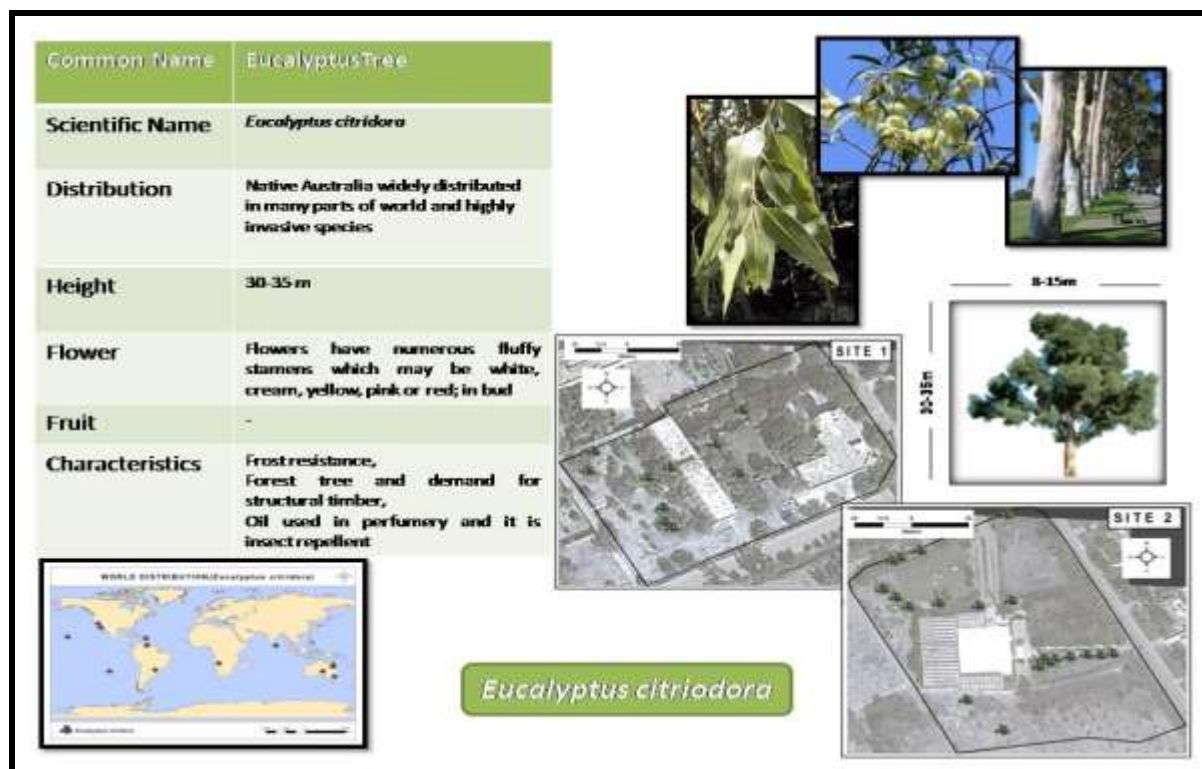 Common Name EucalyptusTree
Scientific Name Eucalyptus citridora
Distribution Native Australia widely distributed
in many parts of world and highly
invasive species
Height 30-35 m
Flower Flowers have numerous fluffy
stamens which may be white,
cream, yellow, pink or red; in bud
Fruit -
Characteristics Frost resistance,
Forest tree and demand for
structural timber,
Oil used in perfumery and it is
insect repellent
8-15m
30-35m
SITE 1
SITE 2
WORLD DISTRIBUTION(Eucalyptus citridora)
Eucalyptus citriodora